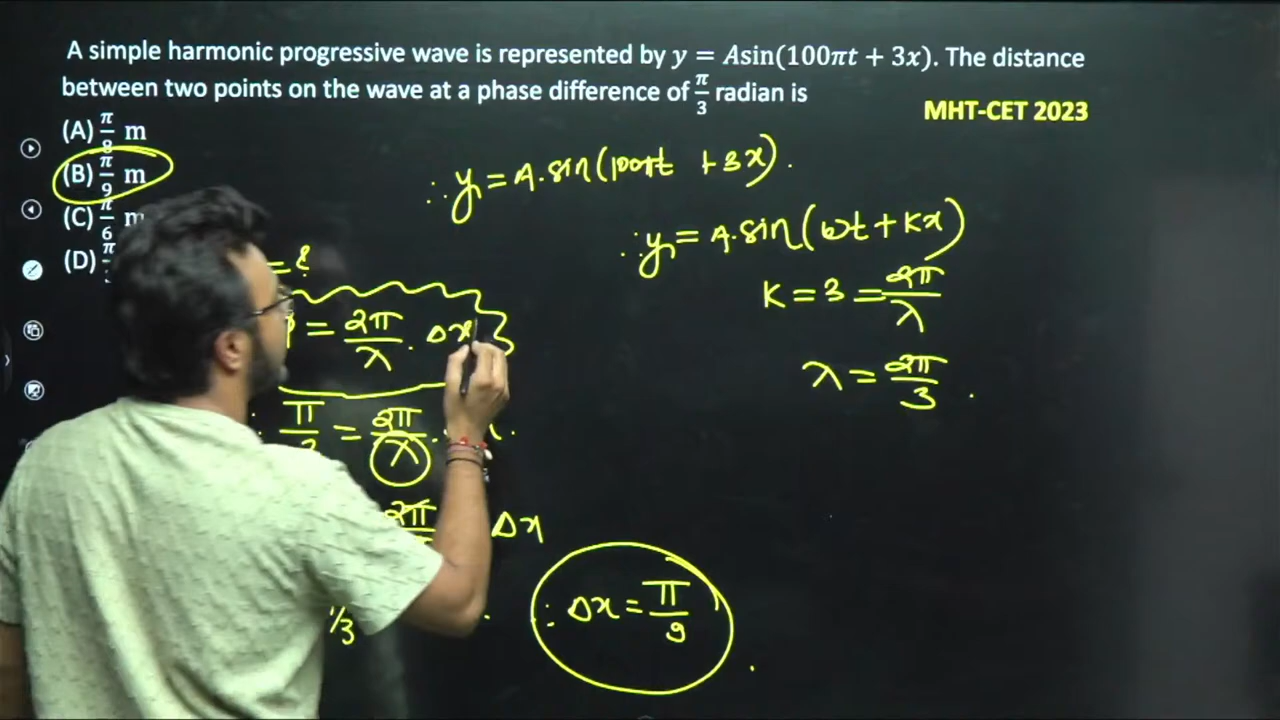 A simple harmonic progressive wave is represented by y = Asin(100πt + 3x). The distance
between two points on the wave at a phase difference of π/3 radian is
MHT-CET 2023
(A) π/8 m
(B) π/9 m
(C) π/6 m
(D) π
∴ y = A.sin(100πt + 3x).
∴ y = A.sin(ωt + Kx)
K = 3 = 2π/λ
λ = 2π/3 .
= ?
= 2π/λ . Δx
π = 2π/λ .
2π Δx
1/3
∴ Δx = π/9 .